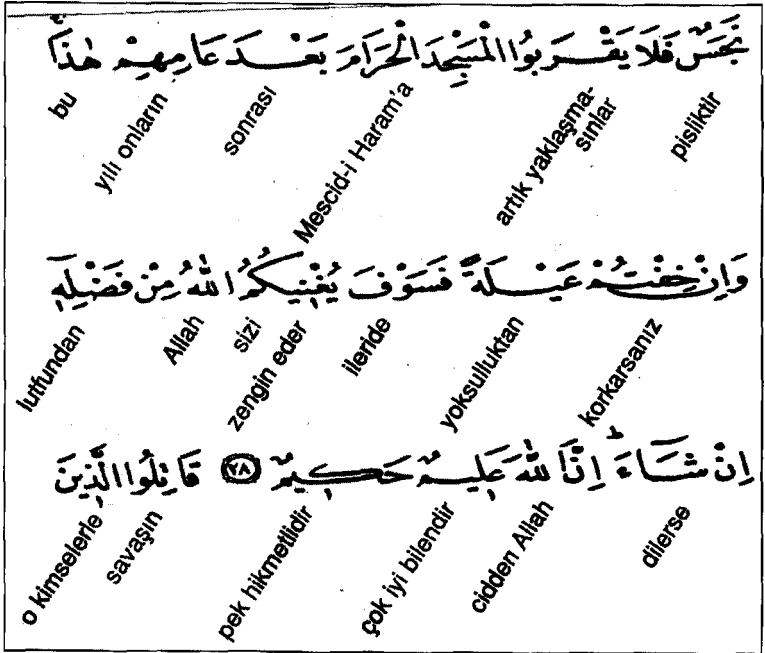 نَجَسٌ فَلَا يَقْرَبُوا الْمَسْجِدَ الْحَرَامَ بَعْدَ عَامِهِمْ هٰذَاۚ
pisliktir artık yaklaşma-sınlar Mescid-i Haram'a sonrası yılı onların bu
وَاِنْ خِفْتُمْ عَيْلَةً فَسَوْفَ يُغْنِيكُمُ اللّٰهُ مِنْ فَضْلِهٖٓ
korkarsanız yoksulluktan ileride zengin eder sizi Allah lutfundan
اِنْ شَٓاءَۜ اِنَّ اللّٰهَ عَلِيمٌ حَكِيمٌ ﴿٢٨﴾ قَاتِلُوا الَّذِينَ
dilerse cidden Allah çok iyi bilendir pek hikmetlidir savaşın o kimselerle